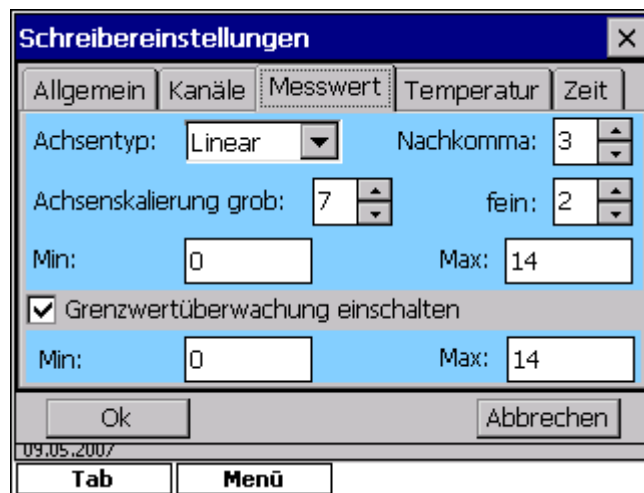 Schreibereinstellungen
Allgemein Kanäle Messwert Temperatur Zeit
Achsentyp: Linear Nachkomma: 3
Achsenskalierung grob: 7 fein: 2
Min: 0 Max: 14
Grenzwertüberwachung einschalten
Min: 0 Max: 14
Ok Abbrechen
09.05.2007
Tab Menü